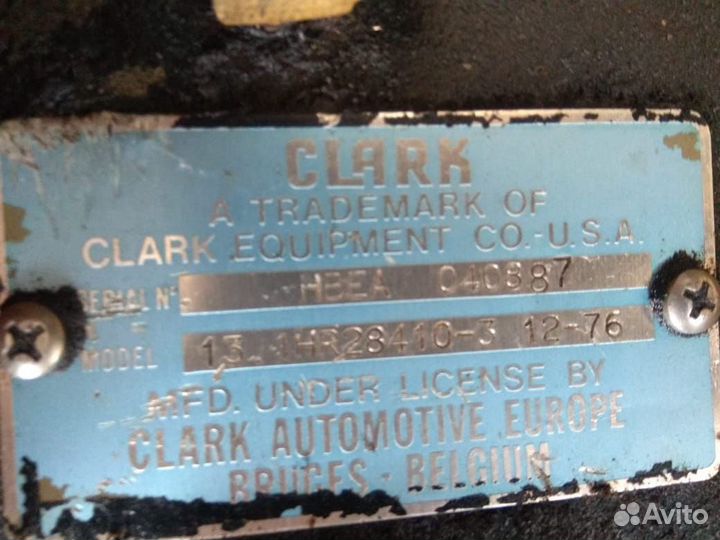 CLARK
A TRADEMARK OF
CLARK EQUIPMENT CO.-U.S.A.
SERIAL Nº HBEA 040887
MODEL 13.1HR28410-3 12-76
MFD. UNDER LICENSE BY
CLARK AUTOMOTIVE EUROPE
BRUGES - BELGIUM
Avito